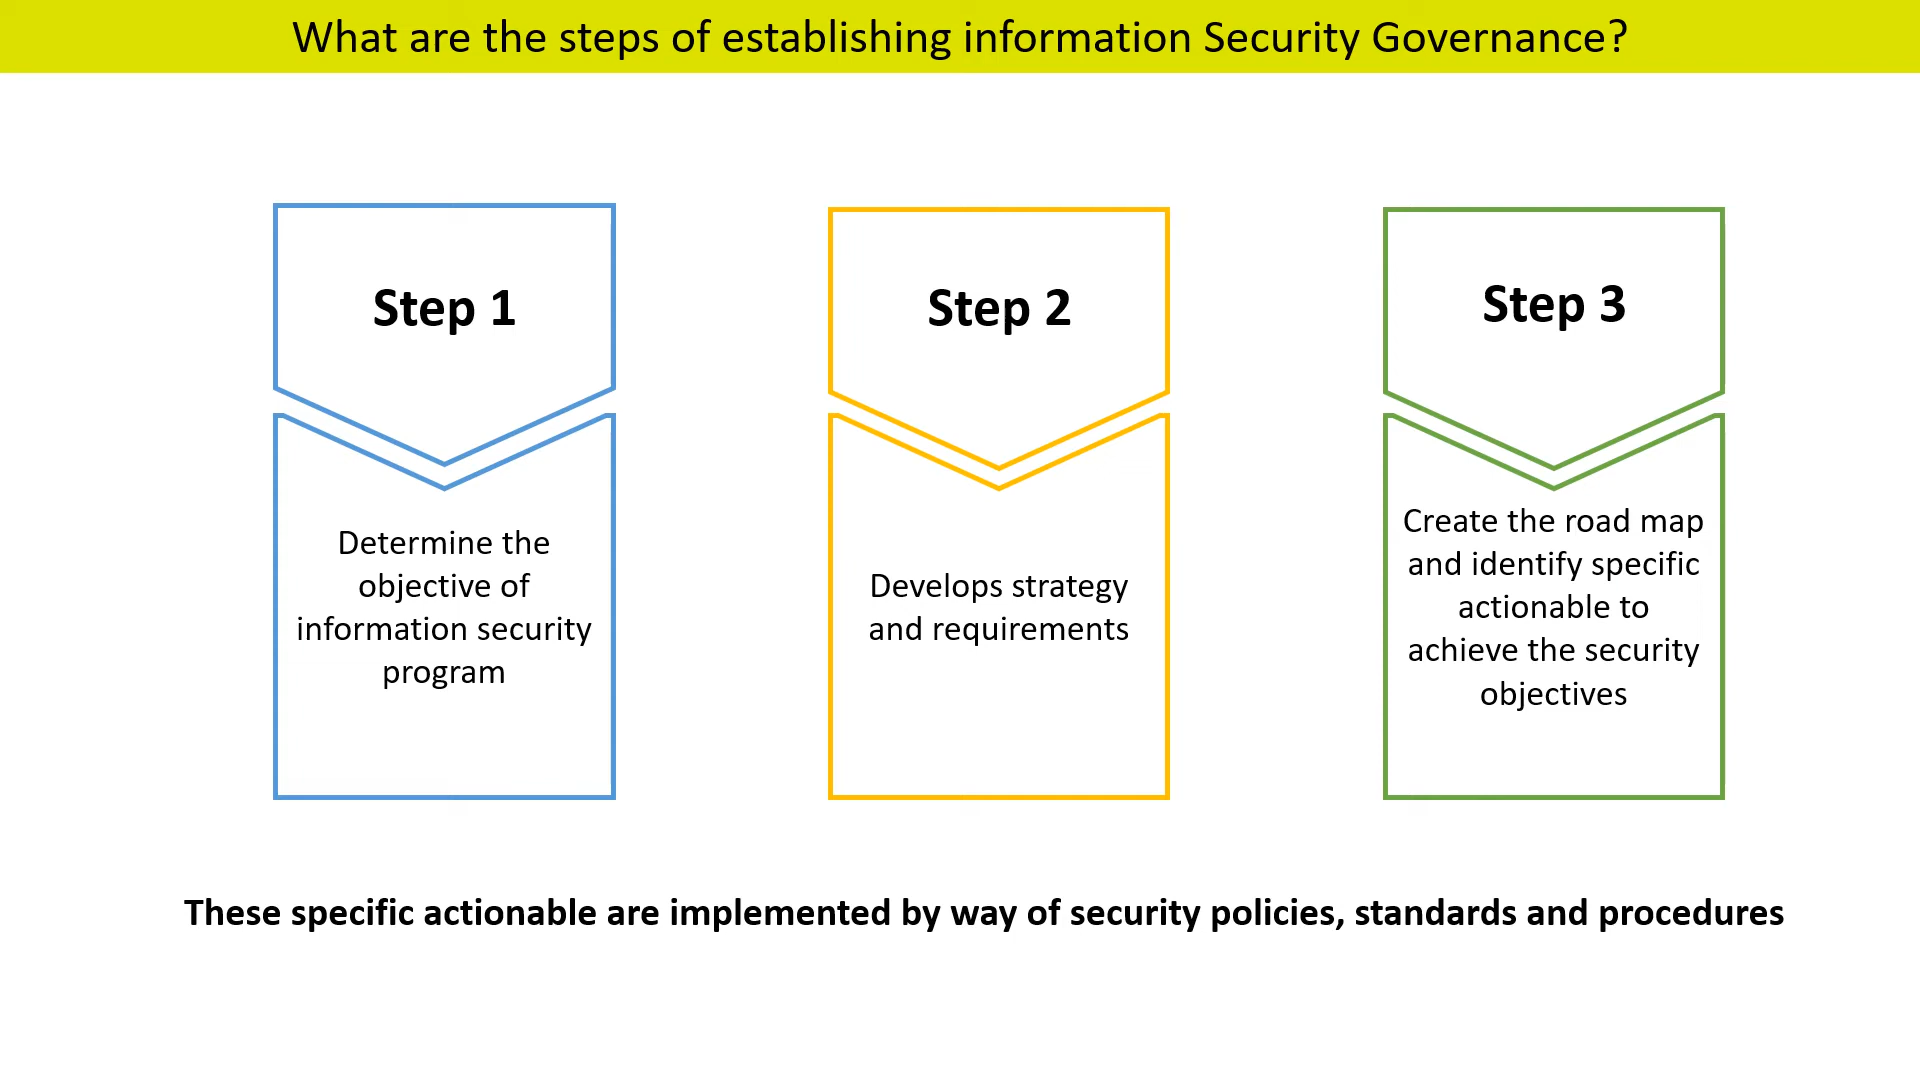 What are the steps of establishing information Security Governance?
Step 1
Determine the
objective of
information security
program
Step 2
Develops strategy
and requirements
Step 3
Create the road map
and identify specific
actionable to
achieve the security
objectives
These specific actionable are implemented by way of security policies, standards and procedures